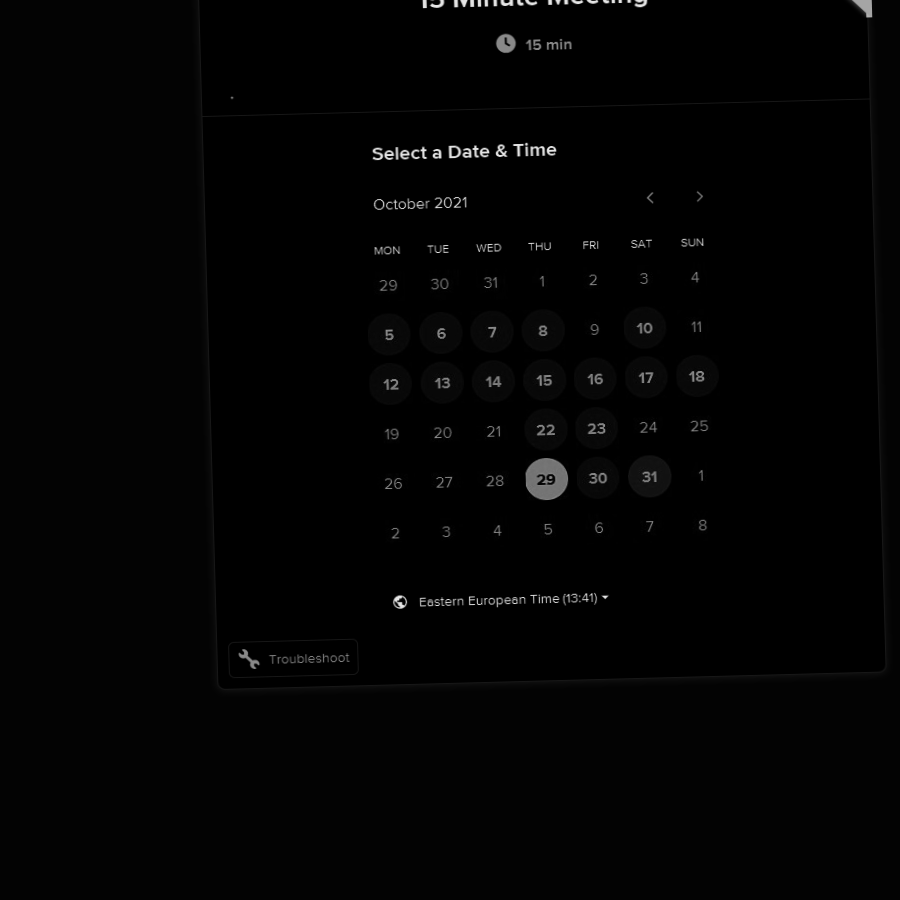 15 Minute Meeting
15 min
Select a Date & Time
October 2021
MON TUE WED THU FRI SAT SUN
29 30 31 1 2 3 4
5 6 7 8 9 10 11
12 13 14 15 16 17 18
19 20 21 22 23 24 25
26 27 28 29 30 31 1
2 3 4 5 6 7 8
Eastern European Time (13:41)
Troubleshoot